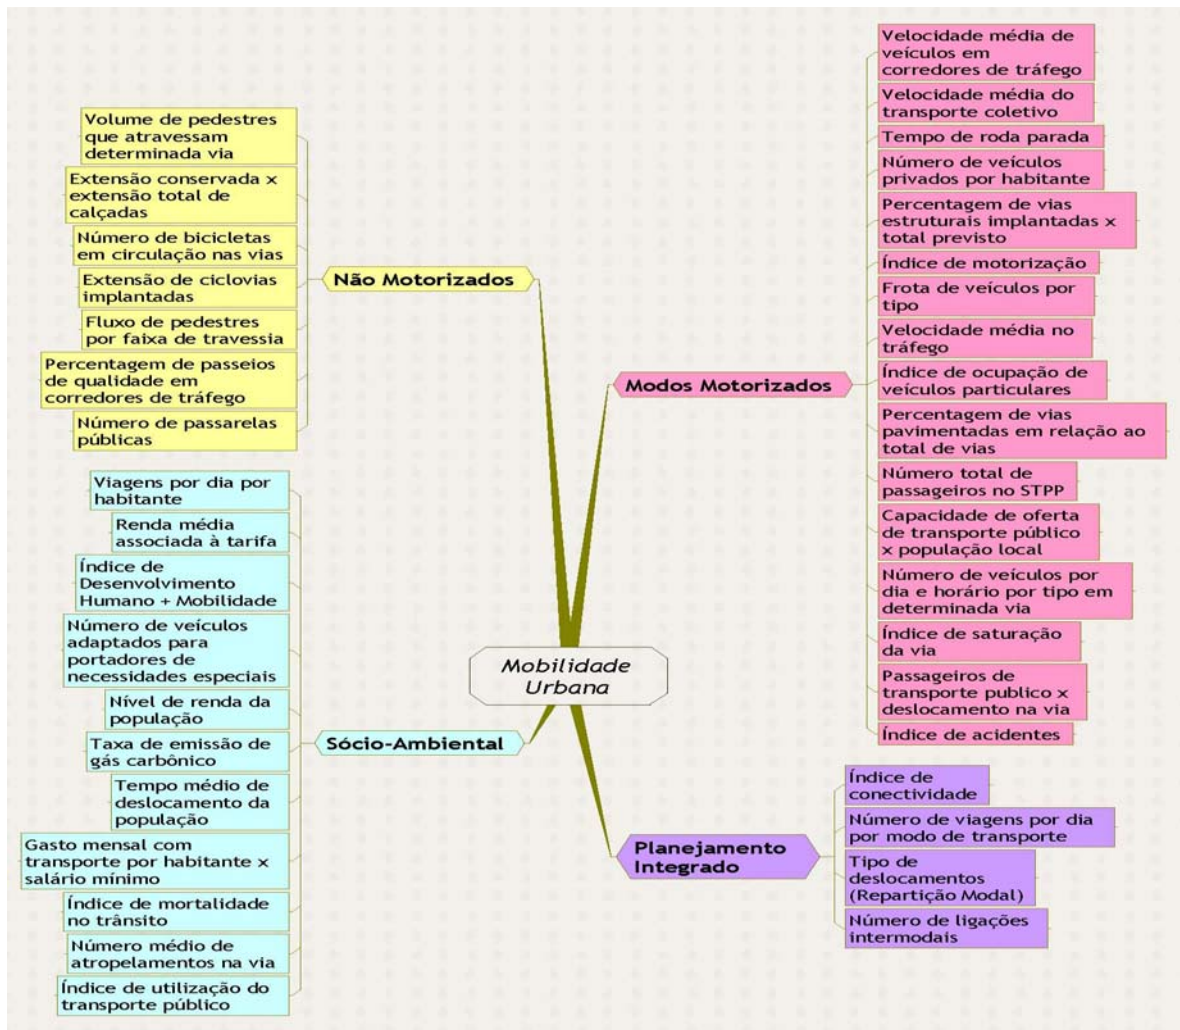 Mobilidade
Urbana
Não Motorizados
Volume de pedestres
que atravessam
determinada via
Extensão conservada x
extensão total de
calçadas
Número de bicicletas
em circulação nas vias
Extensão de ciclovias
implantadas
Fluxo de pedestres
por faixa de travessia
Percentagem de passeios
de qualidade em
corredores de tráfego
Número de passarelas
públicas
Sócio-Ambiental
Viagens por dia por
habitante
Renda média
associada à tarifa
Índice de
Desenvolvimento
Humano + Mobilidade
Número de veículos
adaptados para
portadores de
necessidades especiais
Nível de renda da
população
Taxa de emissão de
gás carbônico
Tempo médio de
deslocamento da
população
Gasto mensal com
transporte por habitante x
salário mínimo
Índice de mortalidade
no trânsito
Número médio de
atropelamentos na via
Índice de utilização do
transporte público
Modos Motorizados
Velocidade média de
veículos em
corredores de tráfego
Velocidade média do
transporte coletivo
Tempo de roda parada
Número de veículos
privados por habitante
Percentagem de vias
estruturais implantadas x
total previsto
Índice de motorização
Frota de veículos por
tipo
Velocidade média no
tráfego
Índice de ocupação de
veículos particulares
Percentagem de vias
pavimentadas em relação ao
total de vias
Número total de
passageiros no STPP
Capacidade de oferta
de transporte público
x população local
Número de veículos por
dia e horário por tipo em
determinada via
Índice de saturação
da via
Passageiros de
transporte publico x
deslocamento na via
Índice de acidentes
Planejamento
Integrado
Índice de
conectividade
Número de viagens por dia
por modo de transporte
Tipo de
deslocamentos
(Repartição Modal)
Número de ligações
intermodais